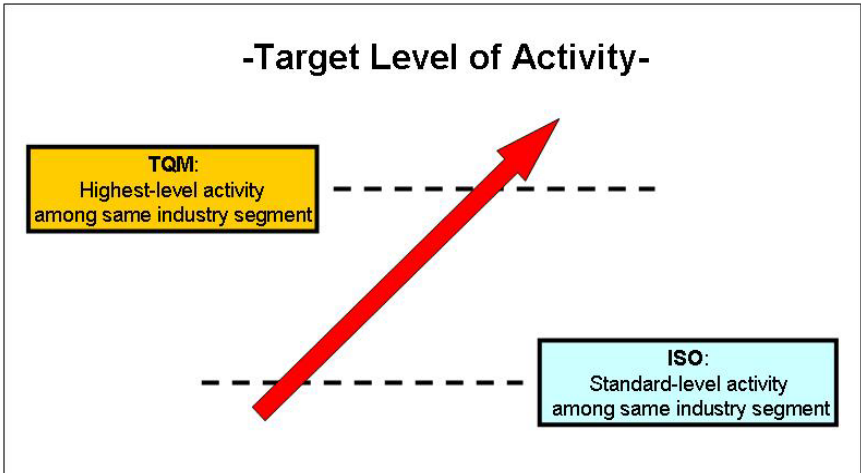 -Target Level of Activity-
TQM:
Highest-level activity
among same industry segment
ISO:
Standard-level activity
among same industry segment